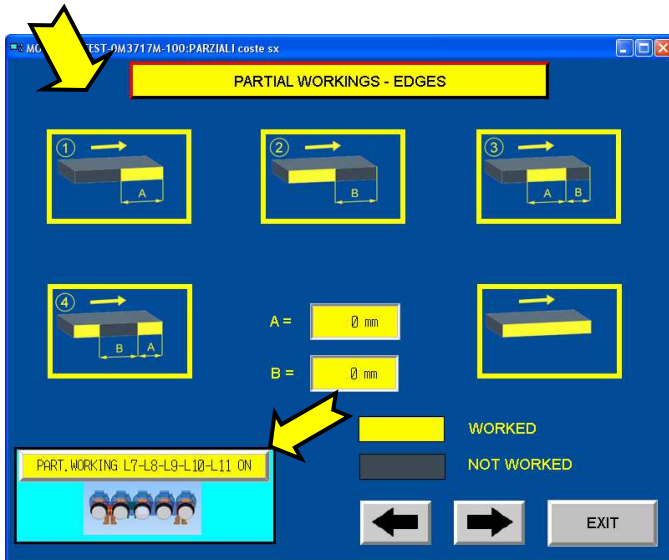 TEST-0M3717M-100:PARZIALI coste sx
PARTIAL WORKINGS - EDGES
1
A
2
B
3
A B
4
B A
A =
0 mm
B =
0 mm
WORKED
NOT WORKED
PART.WORKING L7-L8-L9-L10-L11 ON
EXIT